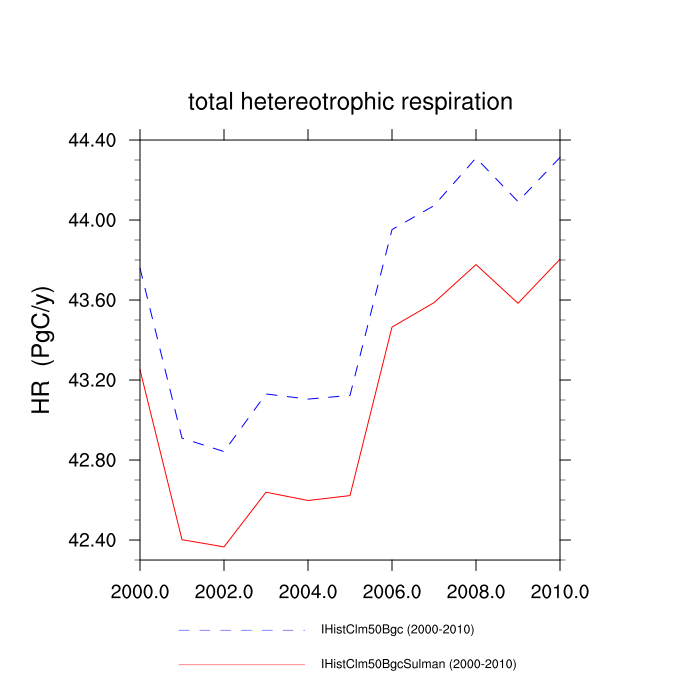 total hetereotrophic respiration
44.40
44.00
43.60
43.20
42.80
42.40
HR (PgC/y)
2000.0 2002.0 2004.0 2006.0 2008.0 2010.0
IHistClm50Bgc (2000-2010)
IHistClm50BgcSulman (2000-2010)